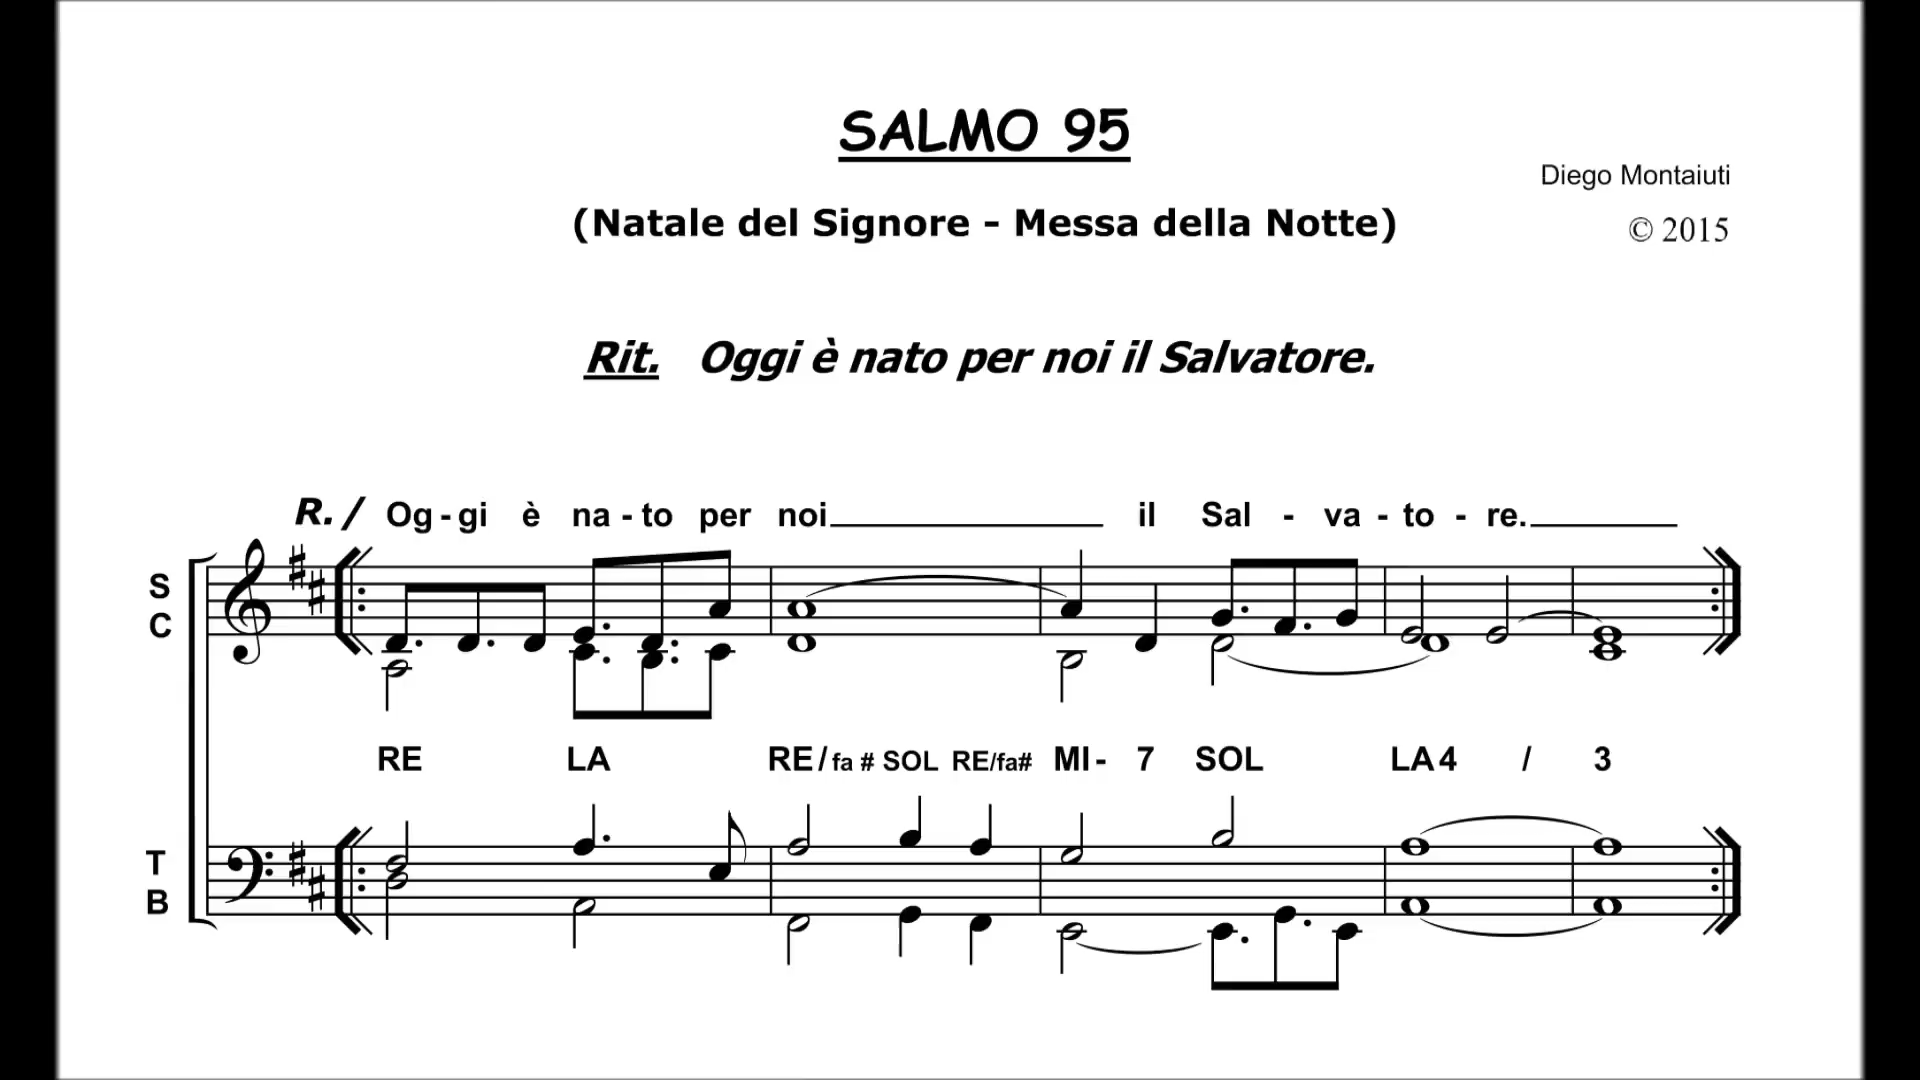 SALMO 95
Diego Montaiuti
(Natale del Signore - Messa della Notte)
© 2015
Rit. Oggi è nato per noi il Salvatore.
R./ Og - gi è na - to per noi il Sal - va - to - re.
S
C
RE LA RE/fa# SOL RE/fa# MI- 7 SOL LA4 / 3
T
B